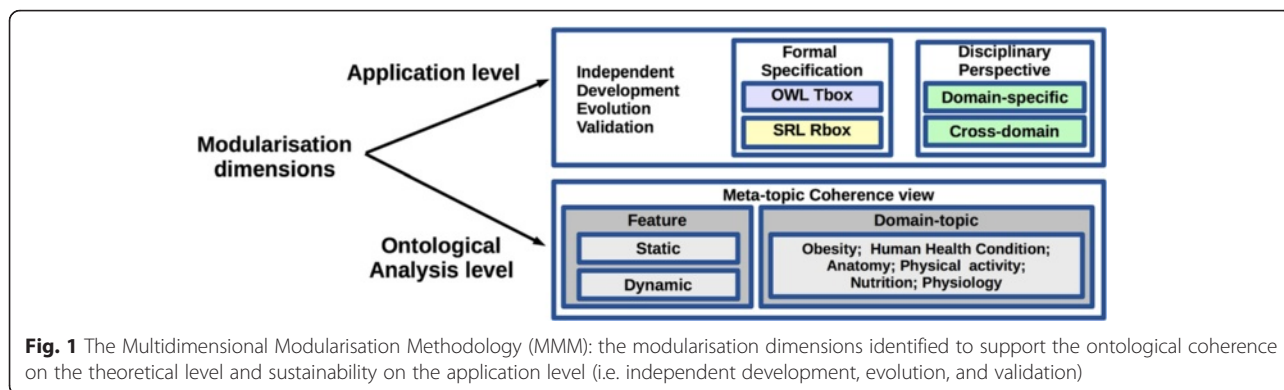 Modularisation
dimensions
Application level
Independent
Development
Evolution
Validation
Formal
Specification
OWL Tbox
SRL Rbox
Disciplinary
Perspective
Domain-specific
Cross-domain
Ontological
Analysis level
Meta-topic Coherence view
Feature
Static
Dynamic
Domain-topic
Obesity; Human Health Condition;
Anatomy; Physical activity;
Nutrition; Physiology
Fig. 1 The Multidimensional Modularisation Methodology (MMM): the modularisation dimensions identified to support the ontological coherence
on the theoretical level and sustainability on the application level (i.e. independent development, evolution, and validation)